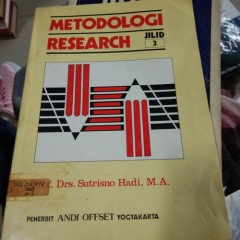 METODOLOGI
RESEARCH
JILID
3
Drs. Sutrisno Hadi, M.A.
PENERBIT ANDI OFFSET YOGYAKARTA